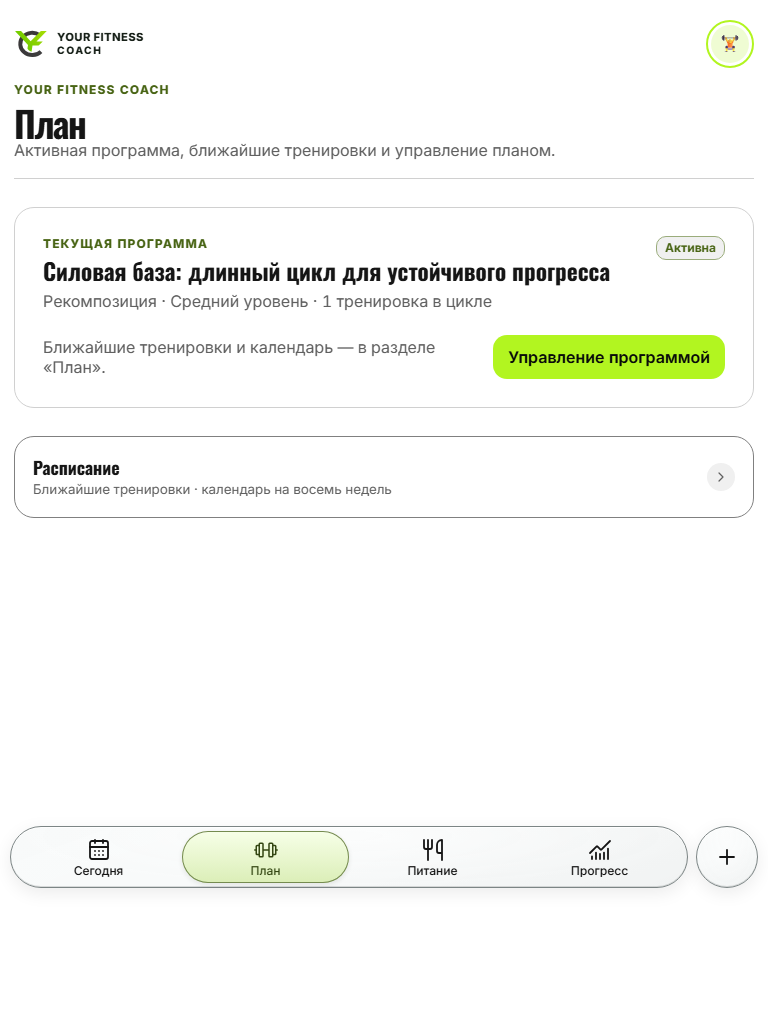 YOUR FITNESS
COACH
YOUR FITNESS COACH
План
Активная программа, ближайшие тренировки и управление планом.
ТЕКУЩАЯ ПРОГРАММА
Активна
Силовая база: длинный цикл для устойчивого прогресса
Рекомпозиция · Средний уровень · 1 тренировка в цикле
Ближайшие тренировки и календарь — в разделе
«План».
Управление программой
Расписание
Ближайшие тренировки · календарь на восемь недель
Сегодня
План
Питание
Прогресс